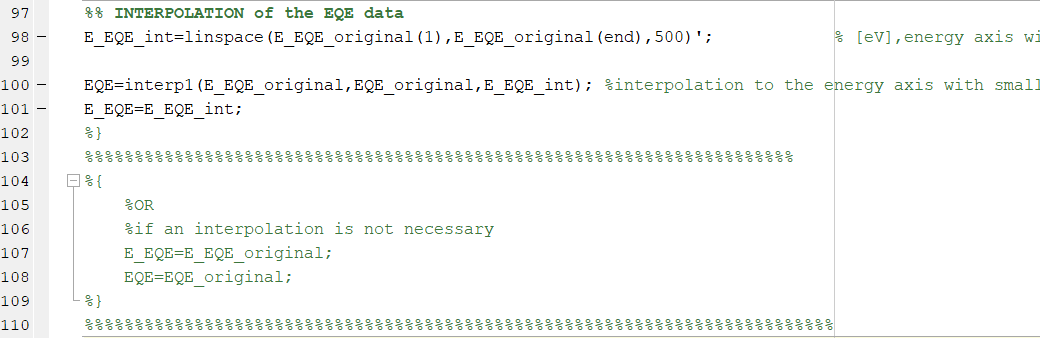 97 %% INTERPOLATION of the EQE data
98 – E_EQE_int=linspace(E_EQE_original(1),E_EQE_original(end),500)'; % [eV],energy axis wi
99
100 – EQE=interp1(E_EQE_original,EQE_original,E_EQE_int); %interpolation to the energy axis with small
101 – E_EQE=E_EQE_int;
102 %}
103 %%%%%%%%%%%%%%%%%%%%%%%%%%%%%%%%%%%%%%%%%%%%%%%%%%%%%%%%%%%%%%%%%%%%%%%
104 %{
105 %OR
106 %if an interpolation is not necessary
107 E_EQE=E_EQE_original;
108 EQE=EQE_original;
109 %}
110 %%%%%%%%%%%%%%%%%%%%%%%%%%%%%%%%%%%%%%%%%%%%%%%%%%%%%%%%%%%%%%%%%%%%%%%%%%%